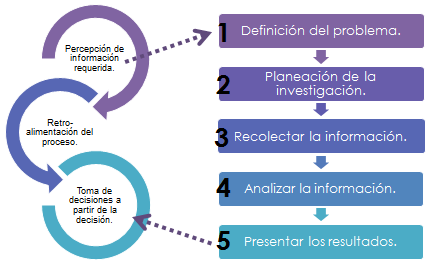 Percepción de
información
requerida.
Retro-
alimentación del
proceso.
Toma de
decisiones a
partir de la
decisión.
1 Definición del problema.
2 Planeación de la
investigación.
3 Recolectar la información.
4 Analizar la información.
5 Presentar los resultados.